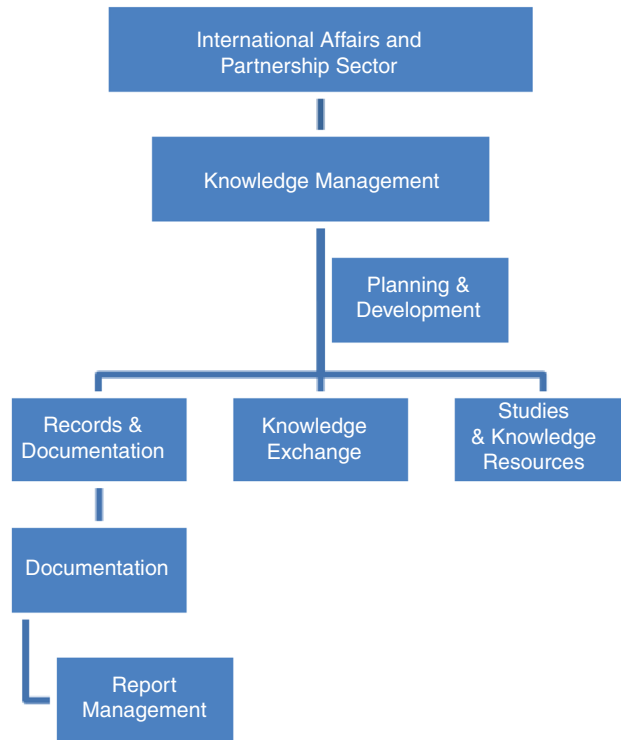 International Affairs and
Partnership Sector
Knowledge Management
Planning &
Development
Records &
Documentation
Knowledge
Exchange
Studies
& Knowledge
Resources
Documentation
Report
Management